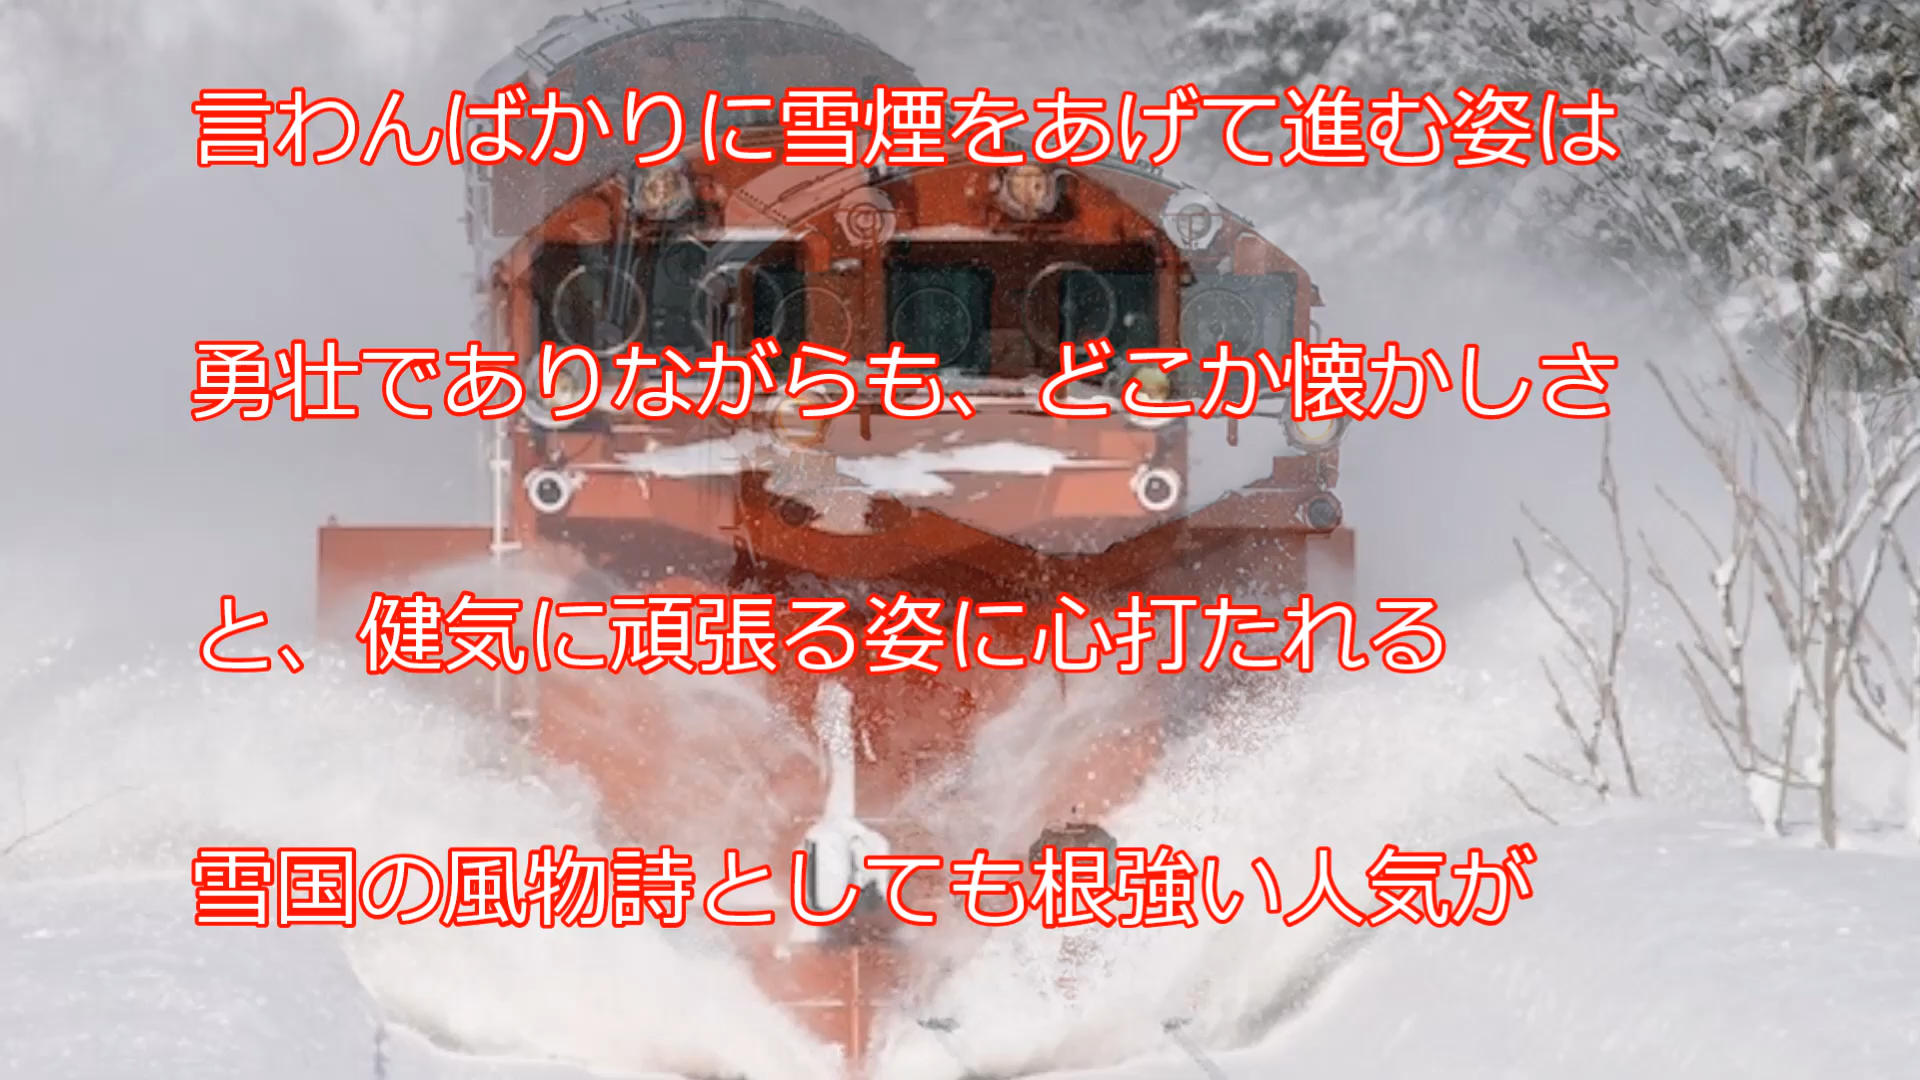 言わんばかりに雪煙をあげて進む姿は
勇壮でありながらも、どこか懐かしさ
と、健気に頑張る姿に心打たれる
雪国の風物詩としても根強い人気が